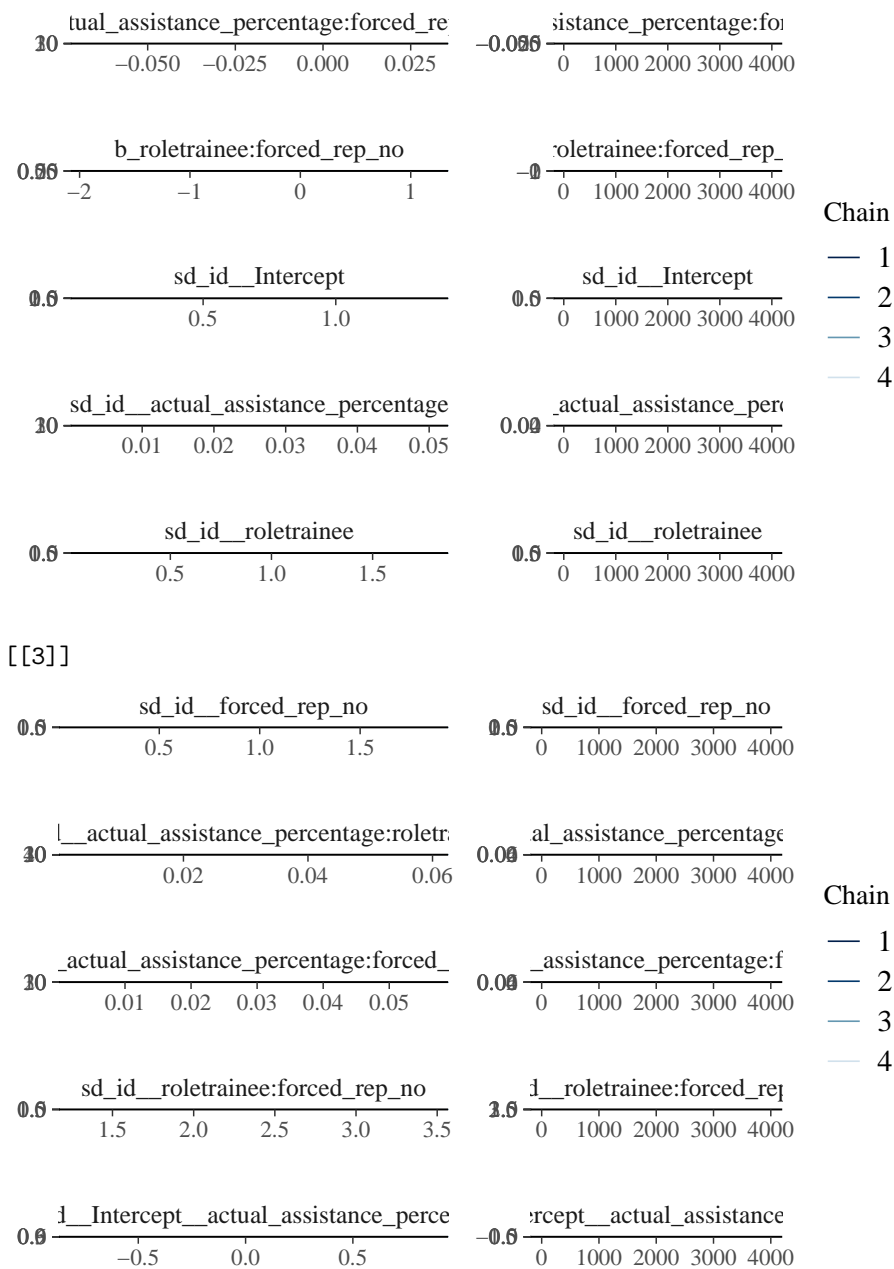 tual_assistance_percentage:forced_re
sistance_percentage:for
−0.050 −0.025 0.000 0.025
0 1000 2000 3000 4000
b_roletrainee:forced_rep_no
roletrainee:forced_rep_
−2 −1 0 1
0 1000 2000 3000 4000
sd_id__Intercept
sd_id__Intercept
0.5 1.0
0 1000 2000 3000 4000
sd_id__actual_assistance_percentage
_actual_assistance_perc
0.01 0.02 0.03 0.04 0.05
0 1000 2000 3000 4000
sd_id__roletrainee
sd_id__roletrainee
0.5 1.0 1.5
0 1000 2000 3000 4000
Chain
1
2
3
4
[[3]]
sd_id__forced_rep_no
sd_id__forced_rep_no
0.5 1.0 1.5
0 1000 2000 3000 4000
__actual_assistance_percentage:roletr
al_assistance_percentage
0.02 0.04 0.06
0 1000 2000 3000 4000
_actual_assistance_percentage:forced_
_assistance_percentage:f
0.01 0.02 0.03 0.04 0.05
0 1000 2000 3000 4000
sd_id__roletrainee:forced_rep_no
__roletrainee:forced_rep
1.5 2.0 2.5 3.0 3.5
0 1000 2000 3000 4000
__Intercept__actual_assistance_perce
rcept__actual_assistance
−0.5 0.0 0.5
0 1000 2000 3000 4000
Chain
1
2
3
4